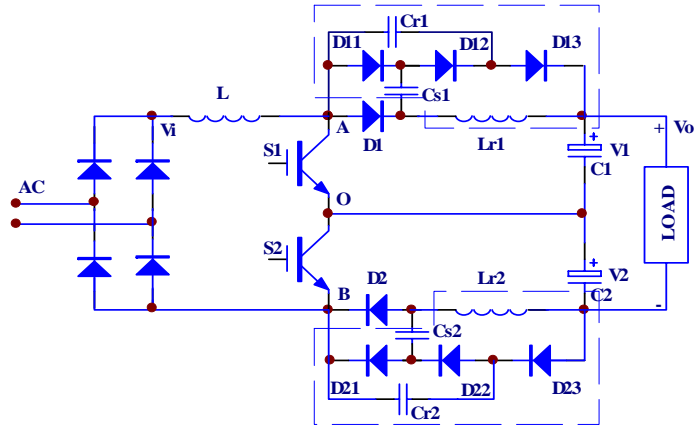 Cr1
D11 D12 D13
L
Cs1
Vi A D1 Lr1 + Vo
+ V1
S1 C1
AC O
LOAD
S2
+ V2
D2 Lr2 C2
B -
Cs2
D21 D22 D23
Cr2